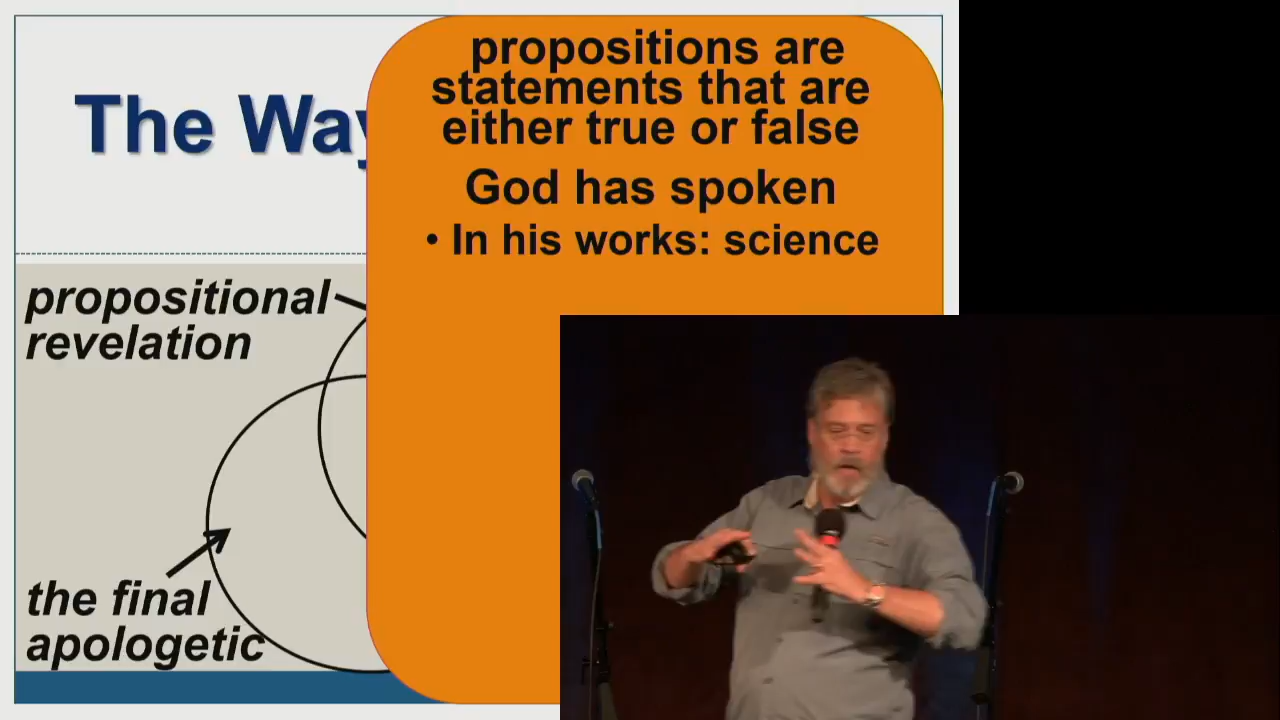 The Way
propositions are
statements that are
either true or false
God has spoken
• In his works: science
propositional
revelation
the final
apologetic